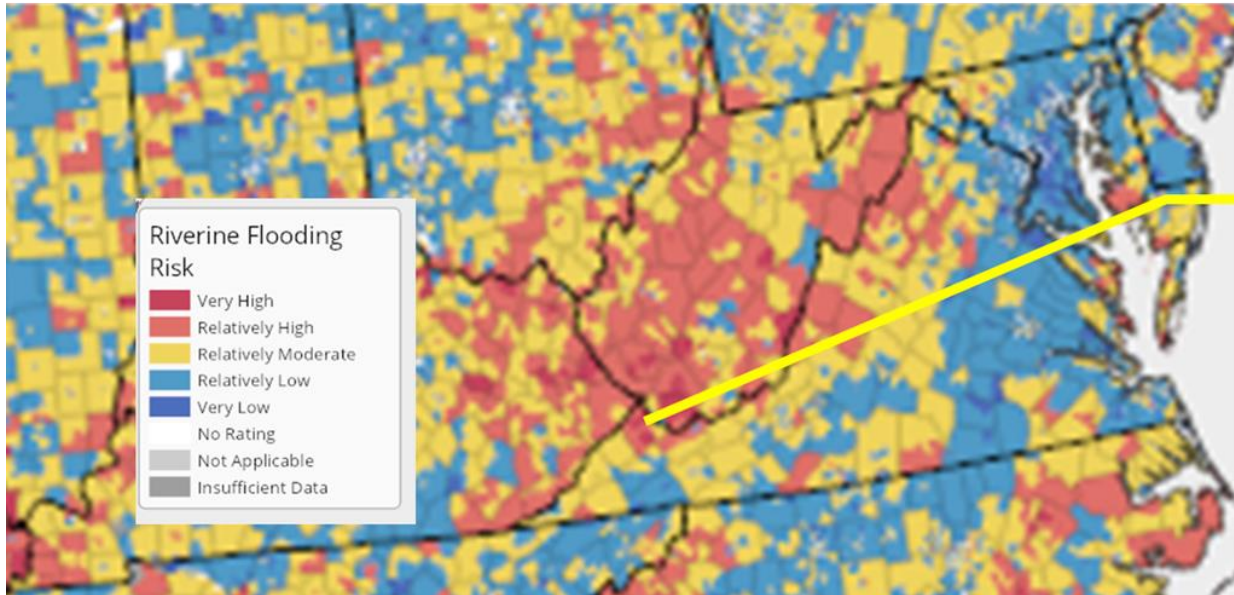 Riverine Flooding
Risk
Very High
Relatively High
Relatively Moderate
Relatively Low
Very Low
No Rating
Not Applicable
Insufficient Data